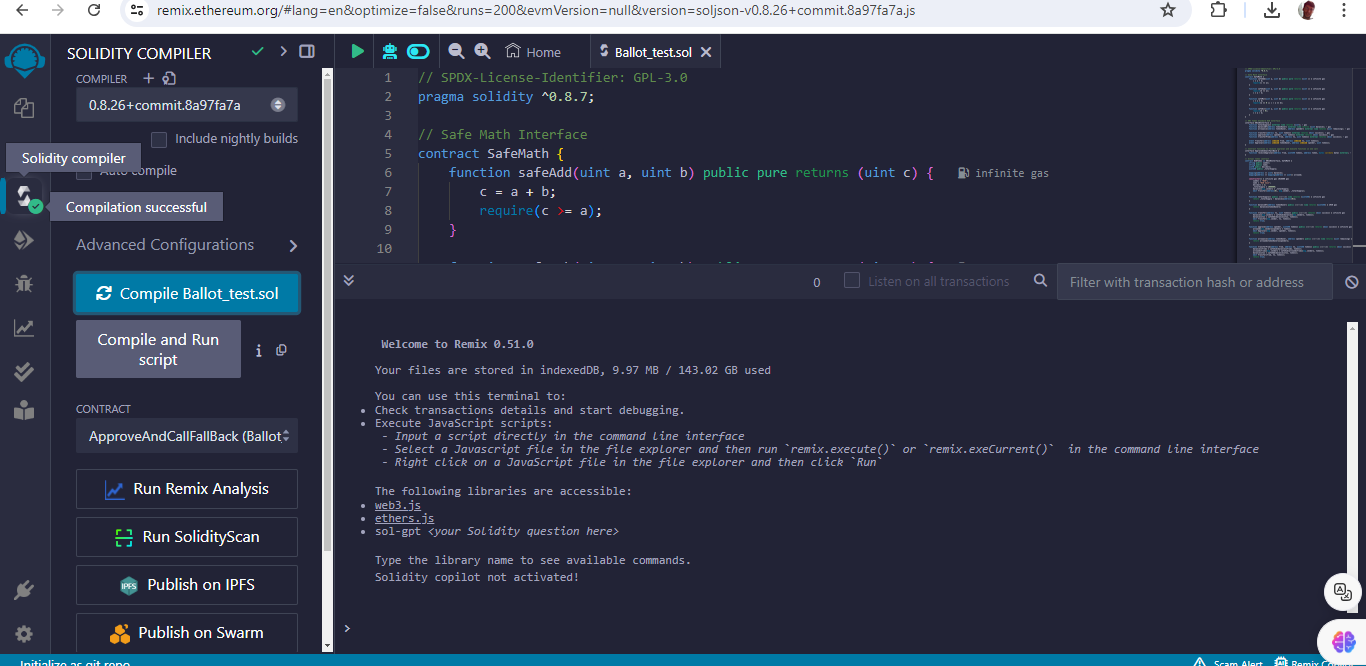 remix.ethereum.org/#lang=en&optimize=false&runs=200&evmVersion=null&version=soljson-v0.8.26+commit.8a97fa7a.js
SOLIDITY COMPILER
COMPILER
0.8.26+commit.8a97fa7a
Include nightly builds
Solidity compiler
Auto compile
Compilation successful
Advanced Configurations
Compile Ballot_test.sol
Compile and Run
script
CONTRACT
ApproveAndCallFallBack (Ballot
Run Remix Analysis
Run SolidityScan
IPFS Publish on IPFS
Publish on Swarm
Initialize as git repo
Home
Ballot_test.sol
1 // SPDX-License-Identifier: GPL-3.0
2 pragma solidity ^0.8.7;
3
4 // Safe Math Interface
5 contract SafeMath {
6 function safeAdd(uint a, uint b) public pure returns (uint c) { infinite gas
7 c = a + b;
8 require(c >= a);
9 }
10
0 Listen on all transactions Filter with transaction hash or address
Welcome to Remix 0.51.0
Your files are stored in indexedDB, 9.97 MB / 143.02 GB used
You can use this terminal to:
• Check transactions details and start debugging.
• Execute JavaScript scripts:
- Input a script directly in the command line interface
- Select a Javascript file in the file explorer and then run `remix.execute()` or `remix.exeCurrent()` in the command line interface
- Right click on a JavaScript file in the file explorer and then click `Run`
The following libraries are accessible:
• web3.js
• ethers.js
• sol-gpt <your Solidity question here>
Type the library name to see available commands.
Solidity copilot not activated!
>
Scam Alert
Remix